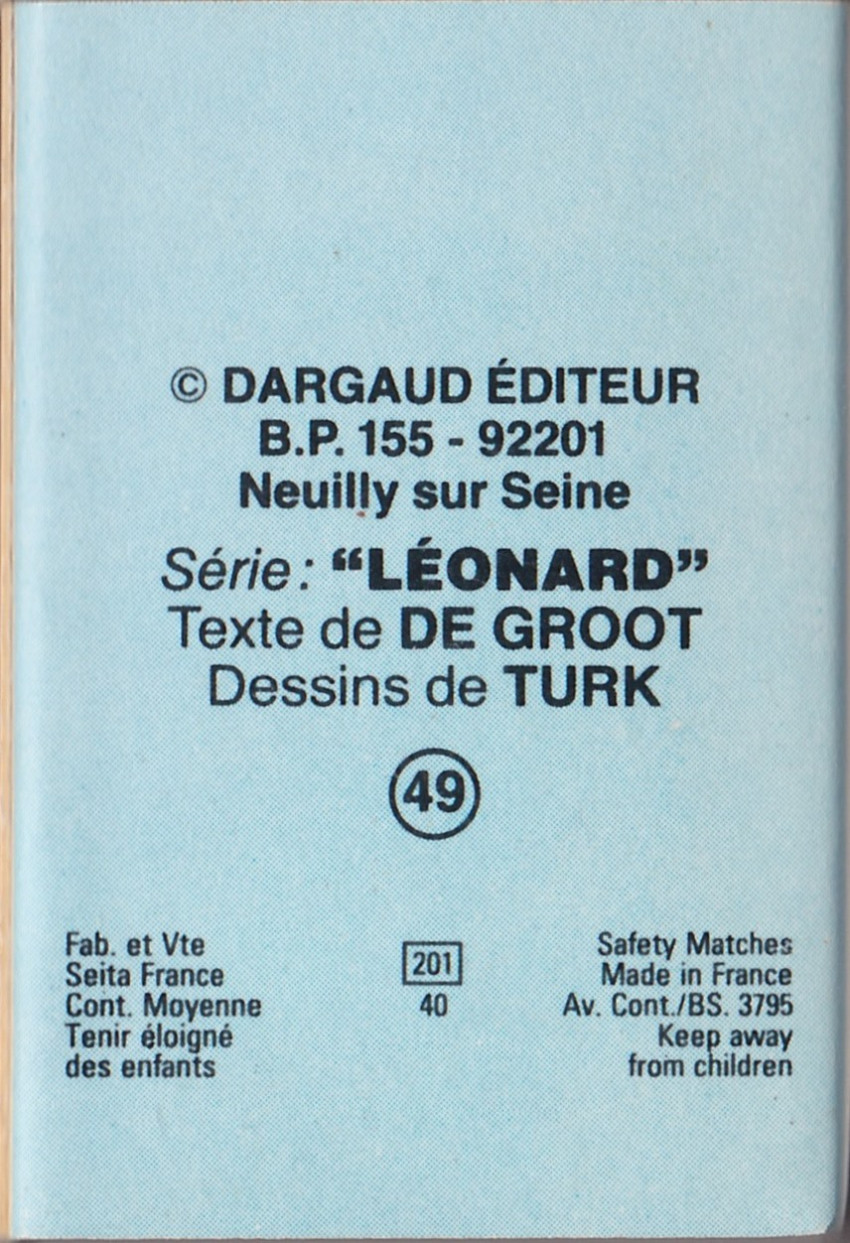 © DARGAUD ÉDITEUR
B.P. 155 - 92201
Neuilly sur Seine
Série : “LÉONARD”
Texte de DE GROOT
Dessins de TURK
49
Fab. et Vte
Seita France
Cont. Moyenne
Tenir éloigné
des enfants
201
40
Safety Matches
Made in France
Av. Cont./BS. 3795
Keep away
from children